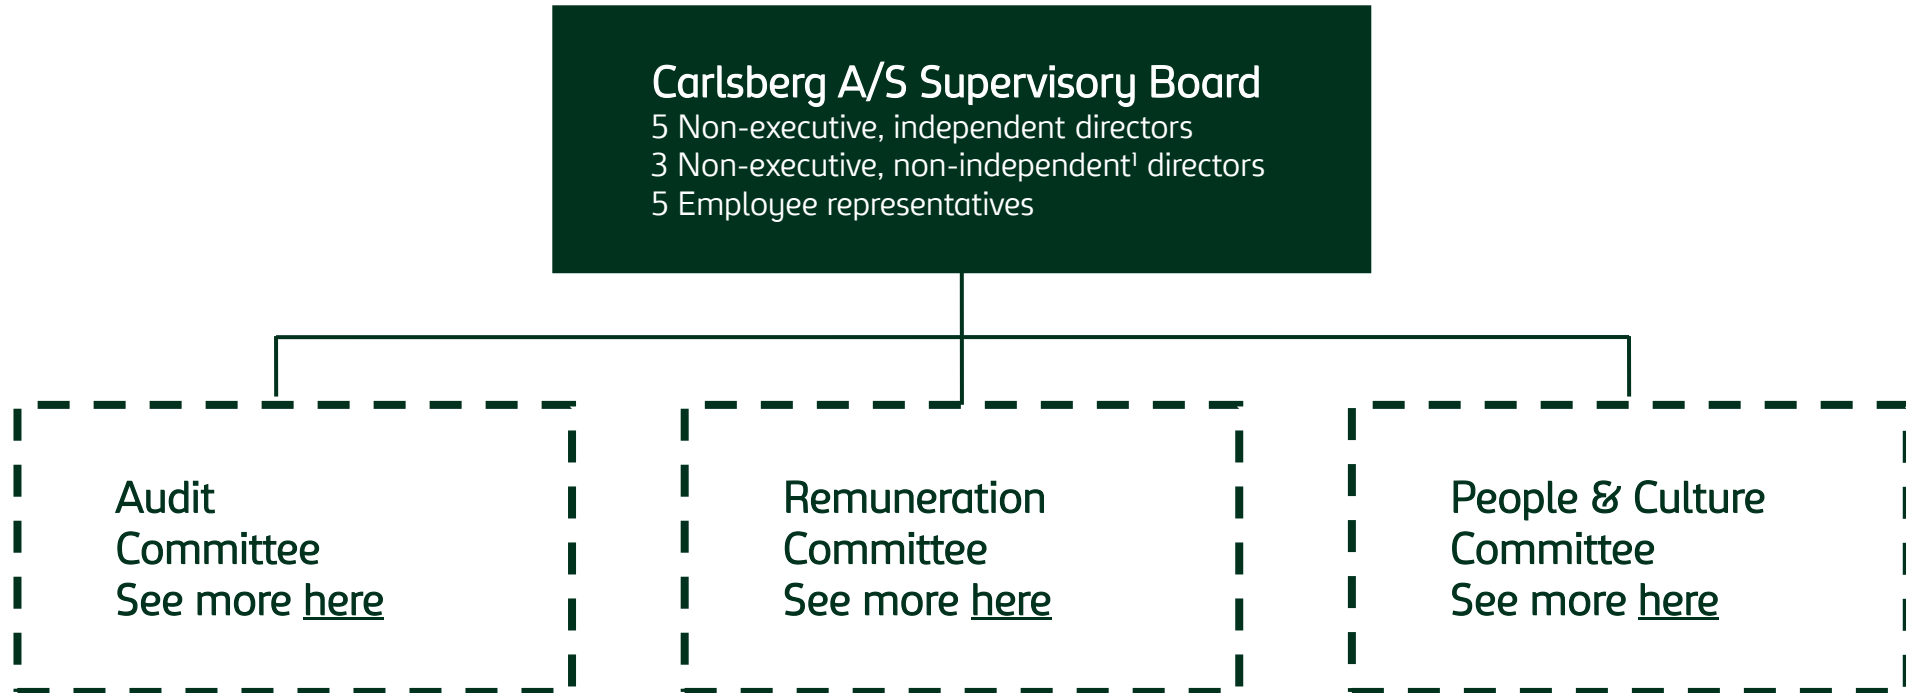 Carlsberg A/S Supervisory Board
5 Non-executive, independent directors
3 Non-executive, non-independent¹ directors
5 Employee representatives
Audit
Committee
See more here
Remuneration
Committee
See more here
People & Culture
Committee
See more here